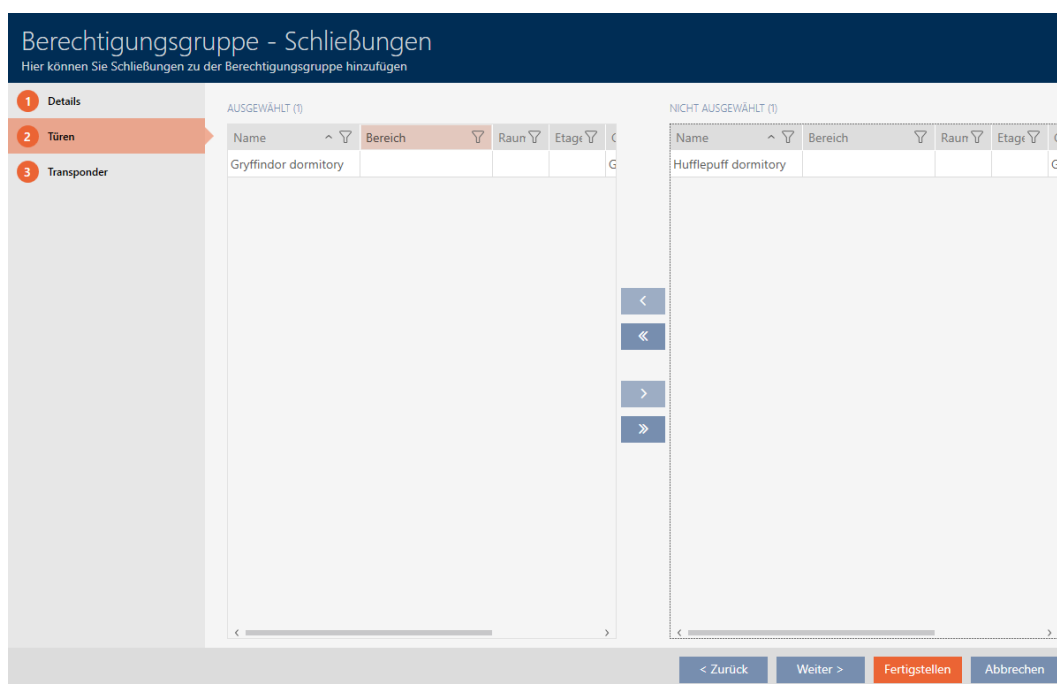 Berechtigungsgruppe - Schließungen
Hier können Sie Schließungen zu der Berechtigungsgruppe hinzufügen
1 Details
2 Türen
3 Transponder
AUSGEWÄHLT (1)
Name Bereich Raum Etage
Gryffindor dormitory G
NICHT AUSGEWÄHLT (1)
Name Bereich Raum Etage
Hufflepuff dormitory G
< Zurück Weiter > Fertigstellen Abbrechen